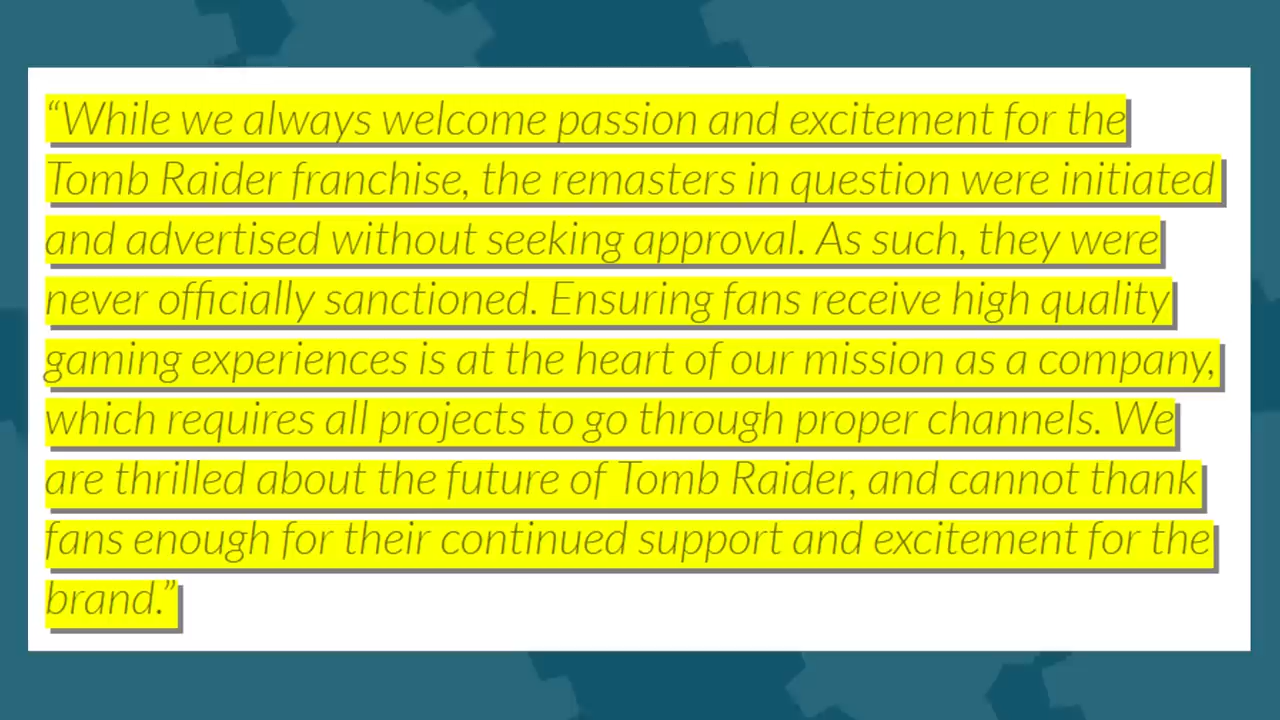 “While we always welcome passion and excitement for the
Tomb Raider franchise, the remasters in question were initiated
and advertised without seeking approval. As such, they were
never officially sanctioned. Ensuring fans receive high quality
gaming experiences is at the heart of our mission as a company,
which requires all projects to go through proper channels. We
are thrilled about the future of Tomb Raider, and cannot thank
fans enough for their continued support and excitement for the
brand.”